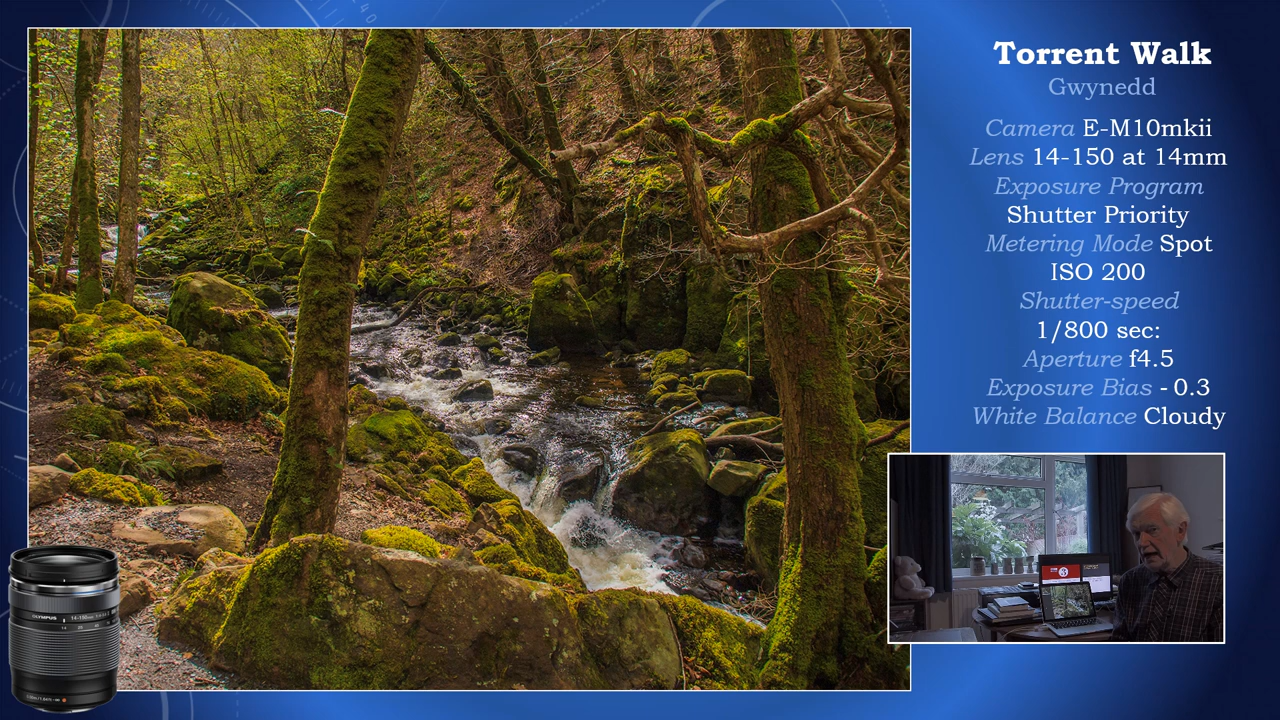 Torrent Walk
Gwynedd
Camera E-M10mkii
Lens 14-150 at 14mm
Exposure Program
Shutter Priority
Metering Mode Spot
ISO 200
Shutter-speed
1/800 sec:
Aperture f4.5
Exposure Bias - 0.3
White Balance Cloudy
OLYMPUS